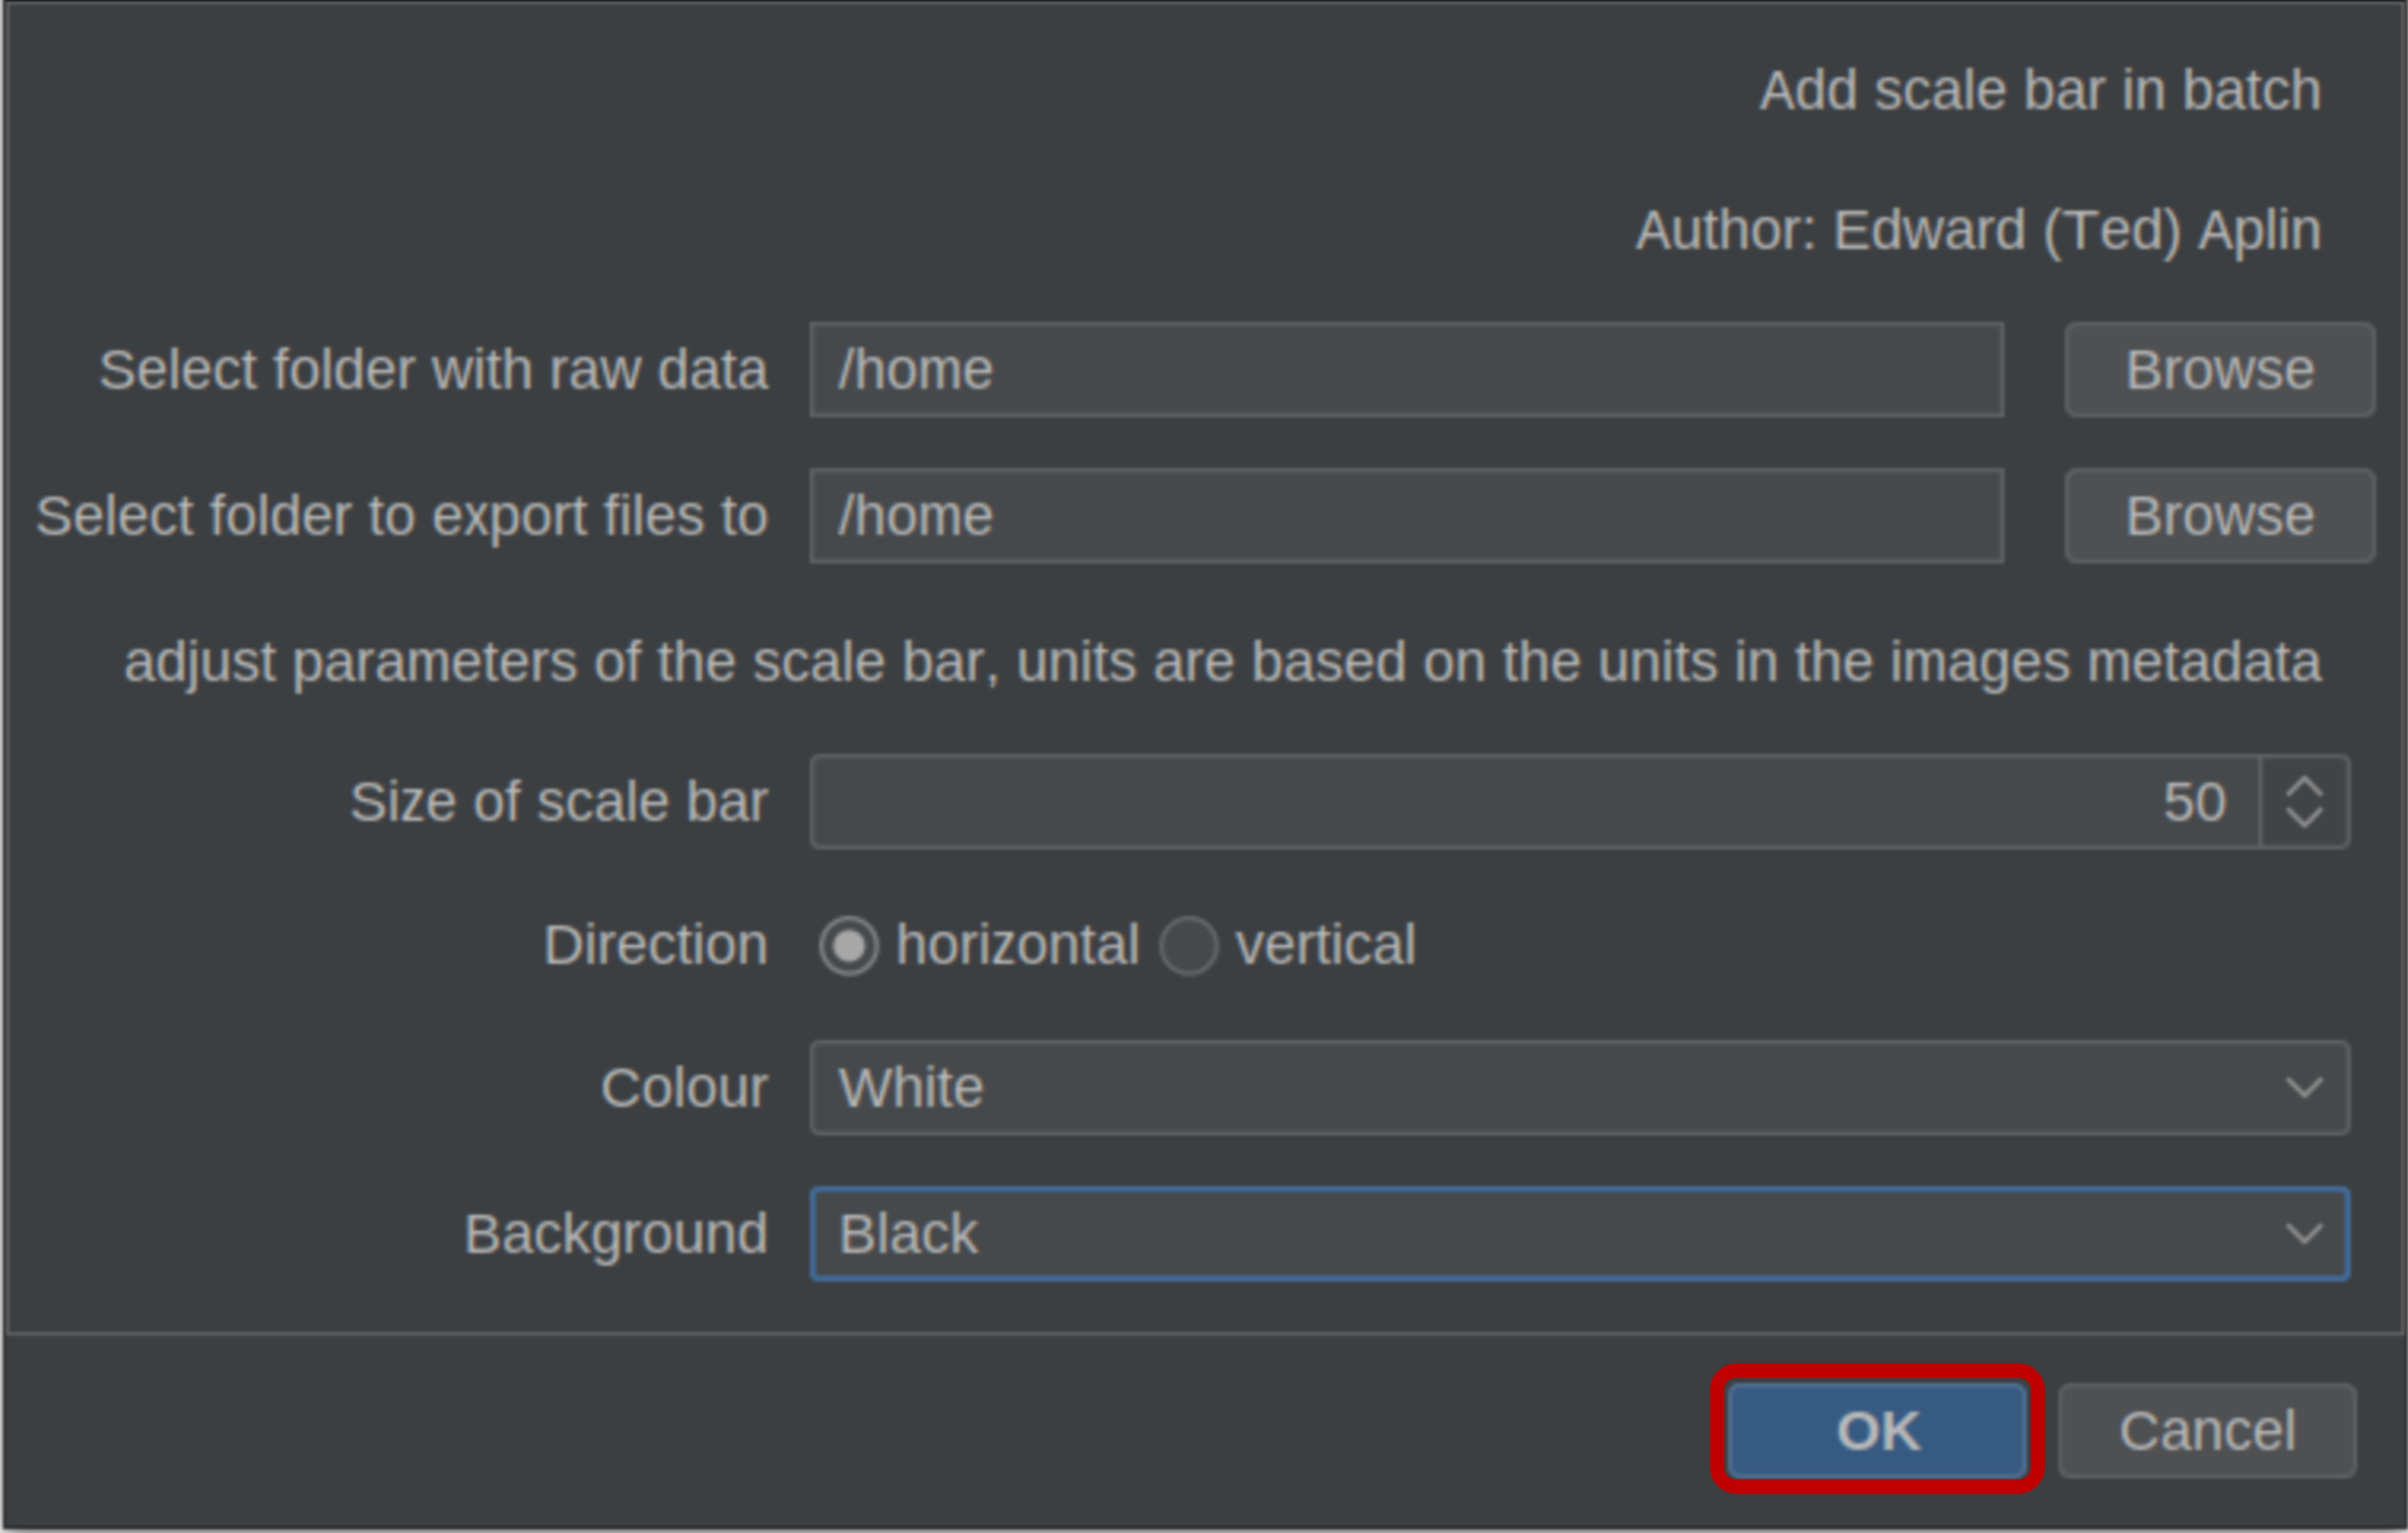 Add scale bar in batch
Author: Edward (Ted) Aplin
Select folder with raw data /home Browse
Select folder to export files to /home Browse
adjust parameters of the scale bar, units are based on the units in the images metadata
Size of scale bar 50
Direction horizontal vertical
Colour White
Background Black
OK Cancel